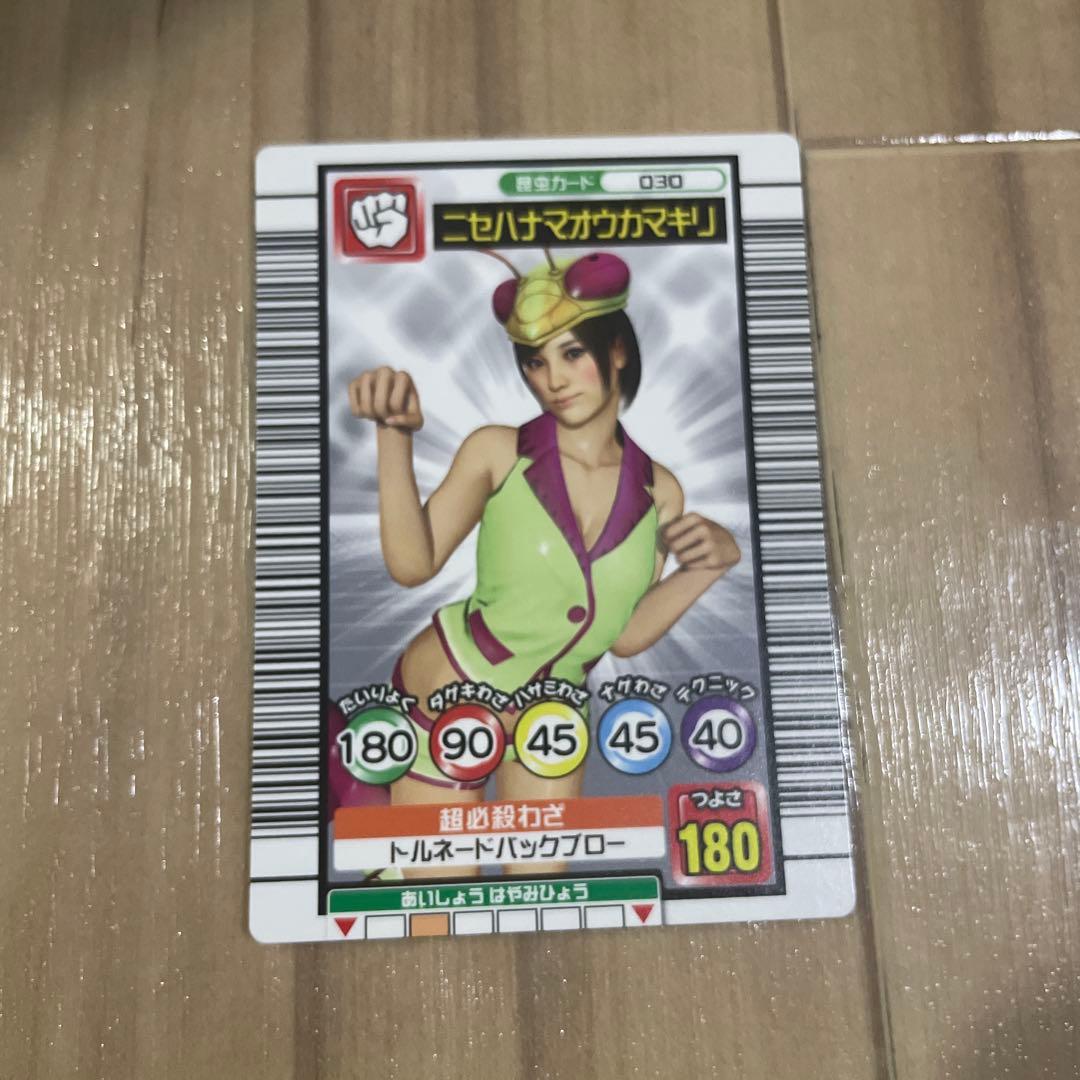 昆虫カード 030
ニセハナマオウカマキリ
たいりょく ダゲキわざ ハサミわざ ナゲわざ テクニック
180 90 45 45 40
超必殺わざ
トルネードバックブロー
つよさ
180
あいしょう はやみひょう